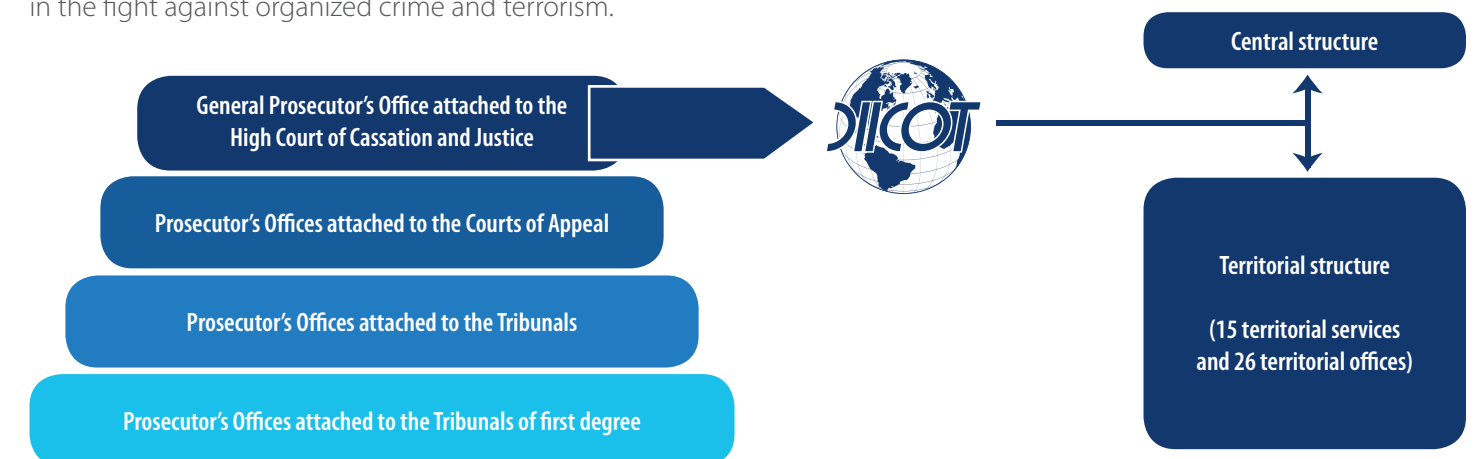 in the fight against organized crime and terrorism.
General Prosecutor's Office attached to the
High Court of Cassation and Justice
Prosecutor's Offices attached to the Courts of Appeal
Prosecutor's Offices attached to the Tribunals
Prosecutor's Offices attached to the Tribunals of first degree
DIICOT
Central structure
Territorial structure
(15 territorial services
and 26 territorial offices)